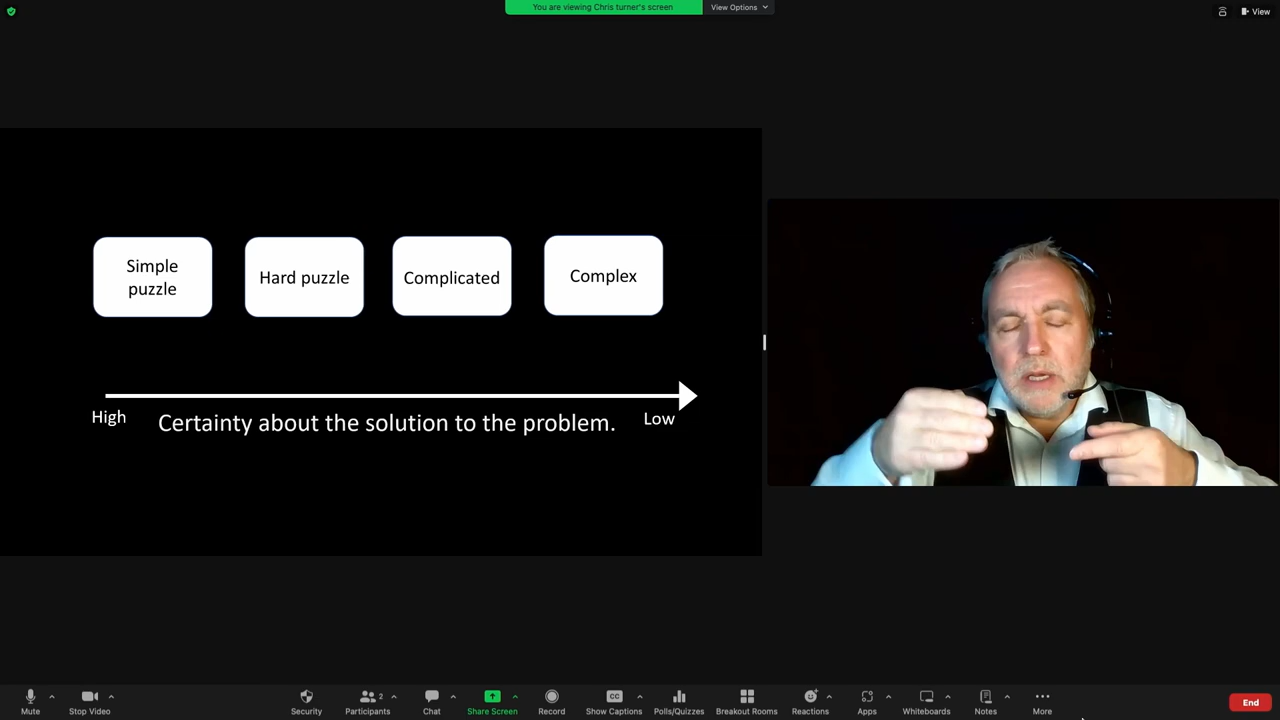 You are viewing Chris turner's screen
View Options
View
Simple
puzzle
Hard puzzle
Complicated
Complex
High
Certainty about the solution to the problem.
Low
Mute
Stop Video
Security
Participants
2
Chat
Share Screen
Record
CC
Show Captions
Polls/Quizzes
Breakout Rooms
Reactions
Apps
Whiteboards
Notes
More
End